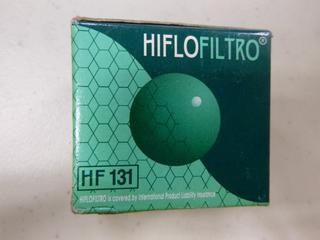 HIFLOFILTRO®
HF 131
HIFLOFILTRO is covered by International Product Liability Insurance